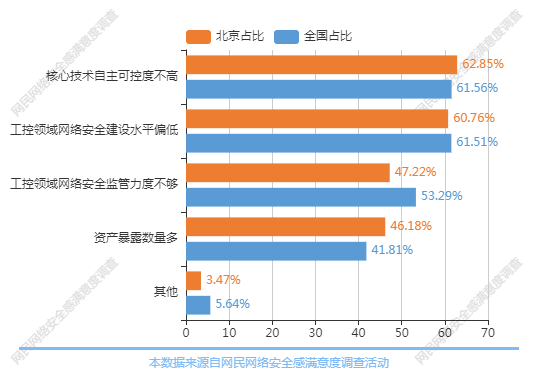 北京占比 全国占比
核心技术自主可控度不高 62.85%
61.56%
工控领域网络安全建设水平偏低 60.76%
61.51%
工控领域网络安全监管力度不够 47.22%
53.29%
资产暴露数量多 46.18%
41.81%
其他 3.47%
5.64%
0 10 20 30 40 50 60 70
本数据来源自网民网络安全感满意度调查活动
网民网络安全感满意度调查
网民网络安全感满意度调查
网民网络安全感满意度调查
网民网络安全感满意度调查